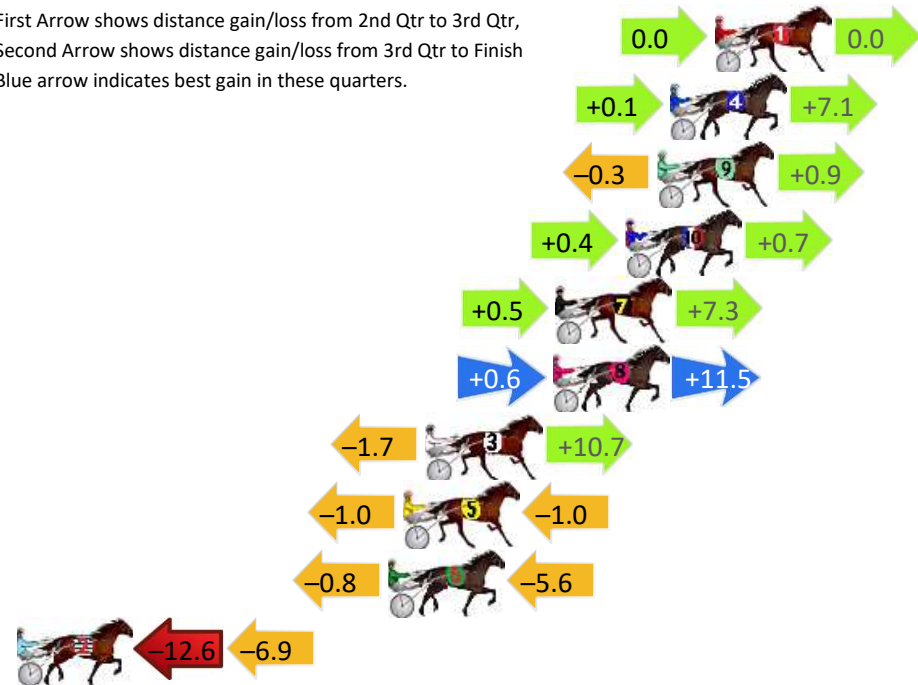 First Arrow shows distance gain/loss from 2nd Qtr to 3rd Qtr,
Second Arrow shows distance gain/loss from 3rd Qtr to Finish
Blue arrow indicates best gain in these quarters.
0.0 1 0.0
+0.1 4 +7.1
–0.3 9 +0.9
+0.4 10 +0.7
+0.5 7 +7.3
+0.6 8 +11.5
–1.7 3 +10.7
–1.0 5 –1.0
–0.8 6 –5.6
2 –12.6 –6.9